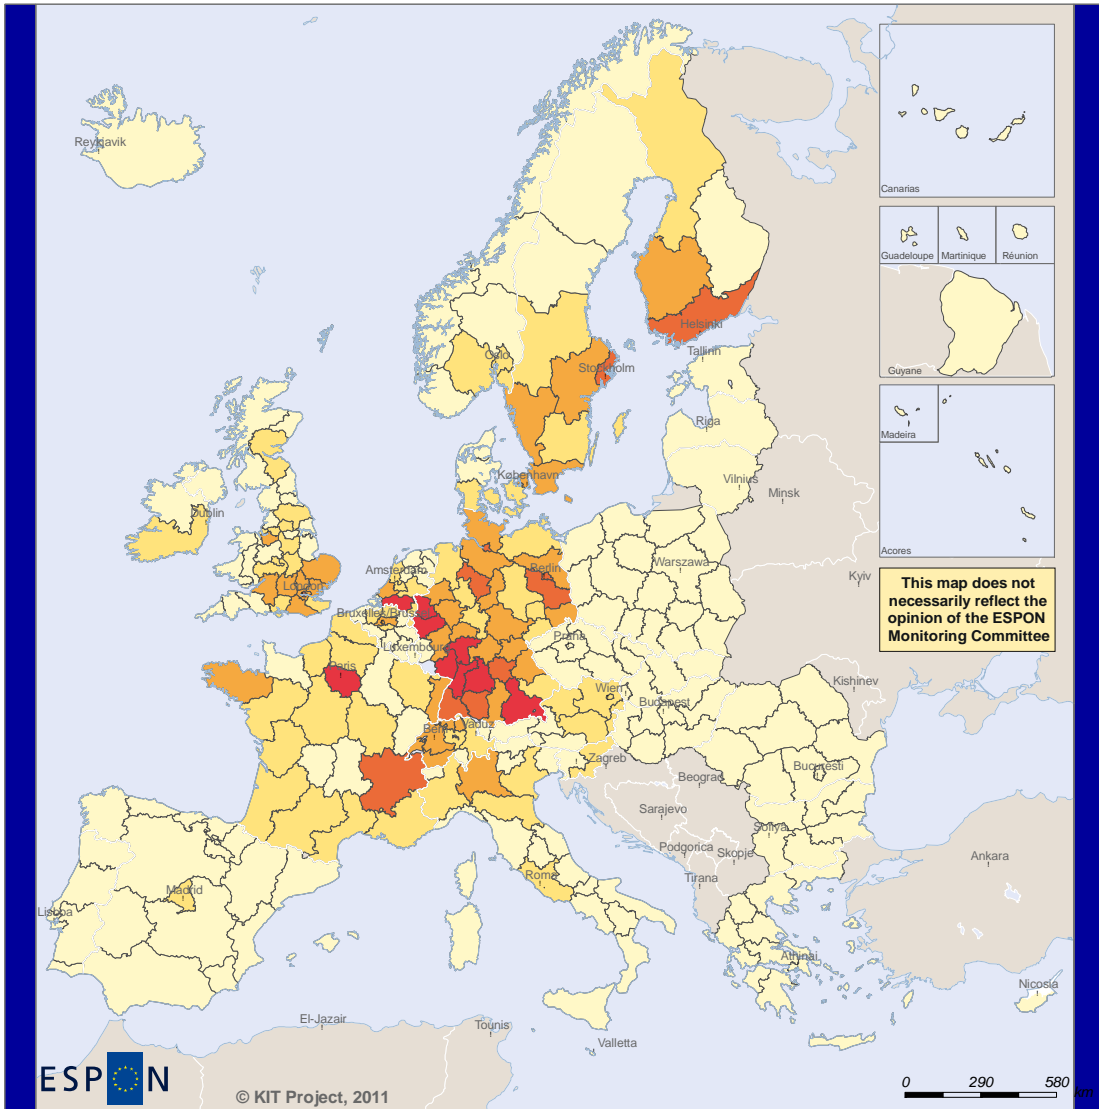 Reykjavik
Canarias
Guadeloupe
Martinique
Réunion
Guyane
Madeira
Acores
This map does not
necessarily reflect the
opinion of the ESPON
Monitoring Committee
Helsinki
Oslo
Tallinn
Stockholm
Riga
København
Vilnius
Minsk
Dublin
Amsterdam
Berlin
Warszawa
Kyiv
London
Bruxelles/Brussel
Luxembourg
Praha
Paris
Kishinev
Wien
Budapest
Bern
Vaduz
Zagreb
Beograd
Bucuresti
Sarajevo
Sofiya
Podgorica
Skopje
Ankara
Tirana
Roma
Madrid
Lisboa
Athinai
Nicosia
El-Jazair
Tounis
Valletta
ESPON
© KIT Project, 2011
0 290 580
km